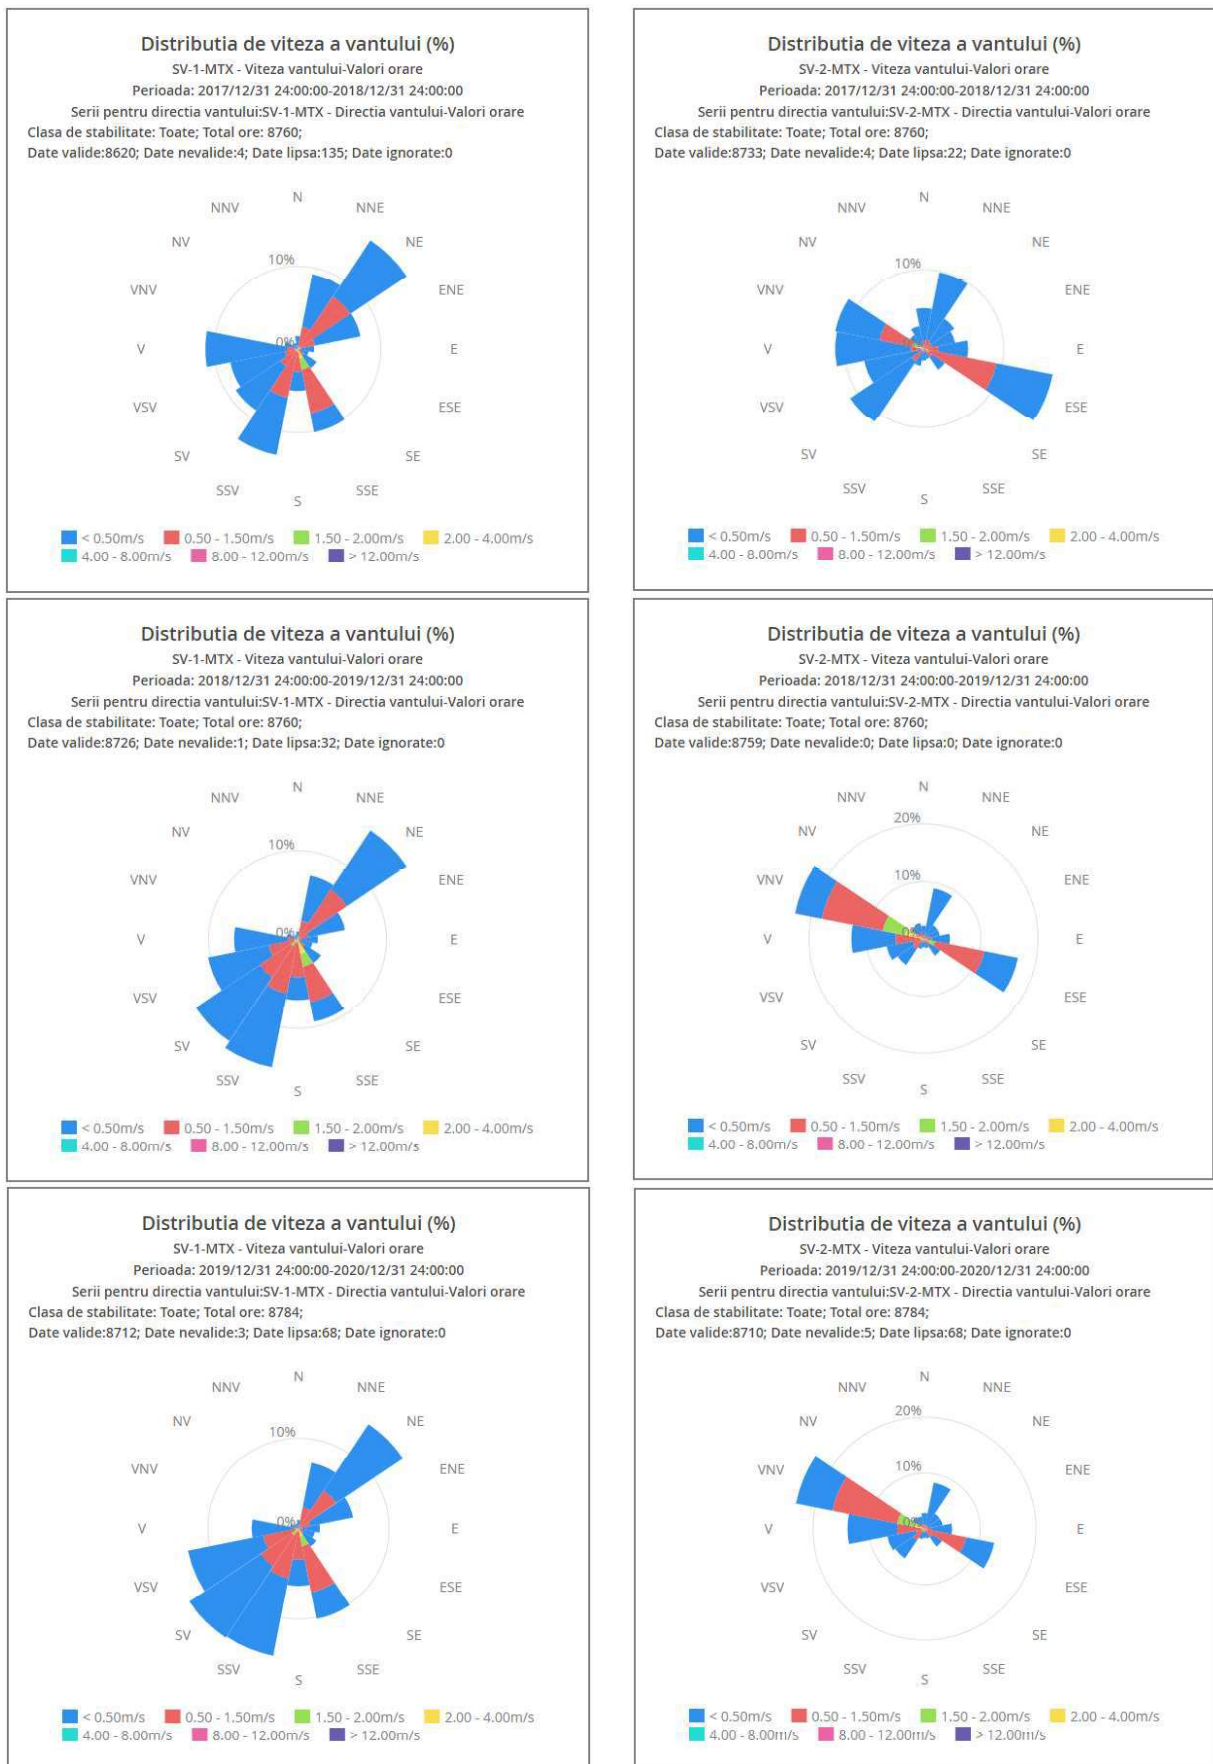 Distributia de viteza a vantului (%)
SV-1-MTX - Viteza vantului-Valori orare
Perioada: 2017/12/31 24:00:00-2018/12/31 24:00:00
Serii pentru directia vantului:SV-1-MTX - Directia vantului-Valori orare
Clasa de stabilitate: Toate; Total ore: 8760;
Date valide:8620; Date nevalide:4; Date lipsa:135; Date ignorate:0
N
NNV NNE
NV NE
10%
VNV ENE
0%
V E
VSV ESE
SV SE
SSV SSE
S
< 0.50m/s 0.50 - 1.50m/s 1.50 - 2.00m/s 2.00 - 4.00m/s
4.00 - 8.00m/s 8.00 - 12.00m/s > 12.00m/s
Distributia de viteza a vantului (%)
SV-2-MTX - Viteza vantului-Valori orare
Perioada: 2017/12/31 24:00:00-2018/12/31 24:00:00
Serii pentru directia vantului:SV-2-MTX - Directia vantului-Valori orare
Clasa de stabilitate: Toate; Total ore: 8760;
Date valide:8733; Date nevalide:4; Date lipsa:22; Date ignorate:0
N
NNV NNE
NV NE
10%
VNV ENE
V E
VSV ESE
SV SE
SSV SSE
S
< 0.50m/s 0.50 - 1.50m/s 1.50 - 2.00m/s 2.00 - 4.00m/s
4.00 - 8.00m/s 8.00 - 12.00m/s > 12.00m/s
Distributia de viteza a vantului (%)
SV-1-MTX - Viteza vantului-Valori orare
Perioada: 2018/12/31 24:00:00-2019/12/31 24:00:00
Serii pentru directia vantului:SV-1-MTX - Directia vantului-Valori orare
Clasa de stabilitate: Toate; Total ore: 8760;
Date valide:8726; Date nevalide:1; Date lipsa:32; Date ignorate:0
N
NNV NNE
NV NE
10%
VNV ENE
0%
V E
VSV ESE
SV SE
SSV SSE
S
< 0.50m/s 0.50 - 1.50m/s 1.50 - 2.00m/s 2.00 - 4.00m/s
4.00 - 8.00m/s 8.00 - 12.00m/s > 12.00m/s
Distributia de viteza a vantului (%)
SV-2-MTX - Viteza vantului-Valori orare
Perioada: 2018/12/31 24:00:00-2019/12/31 24:00:00
Serii pentru directia vantului:SV-2-MTX - Directia vantului-Valori orare
Clasa de stabilitate: Toate; Total ore: 8760;
Date valide:8759; Date nevalide:0; Date lipsa:0; Date ignorate:0
N
NNV NNE
20%
NV NE
10%
VNV ENE
0%
V E
VSV ESE
SV SE
SSV SSE
S
< 0.50m/s 0.50 - 1.50m/s 1.50 - 2.00m/s 2.00 - 4.00m/s
4.00 - 8.00m/s 8.00 - 12.00m/s > 12.00m/s
Distributia de viteza a vantului (%)
SV-1-MTX - Viteza vantului-Valori orare
Perioada: 2019/12/31 24:00:00-2020/12/31 24:00:00
Serii pentru directia vantului:SV-1-MTX - Directia vantului-Valori orare
Clasa de stabilitate: Toate; Total ore: 8784;
Date valide:8712; Date nevalide:3; Date lipsa:68; Date ignorate:0
N
NNV NNE
NV NE
10%
VNV ENE
0%
V E
VSV ESE
SV SE
SSV SSE
S
< 0.50m/s 0.50 - 1.50m/s 1.50 - 2.00m/s 2.00 - 4.00m/s
4.00 - 8.00m/s 8.00 - 12.00m/s > 12.00m/s
Distributia de viteza a vantului (%)
SV-2-MTX - Viteza vantului-Valori orare
Perioada: 2019/12/31 24:00:00-2020/12/31 24:00:00
Serii pentru directia vantului:SV-2-MTX - Directia vantului-Valori orare
Clasa de stabilitate: Toate; Total ore: 8784;
Date valide:8710; Date nevalide:5; Date lipsa:68; Date ignorate:0
N
NNV NNE
20%
NV NE
10%
VNV ENE
0%
V E
VSV ESE
SV SE
SSV SSE
S
< 0.50m/s 0.50 - 1.50m/s 1.50 - 2.00m/s 2.00 - 4.00m/s
4.00 - 8.00m/s 8.00 - 12.00m/s > 12.00m/s